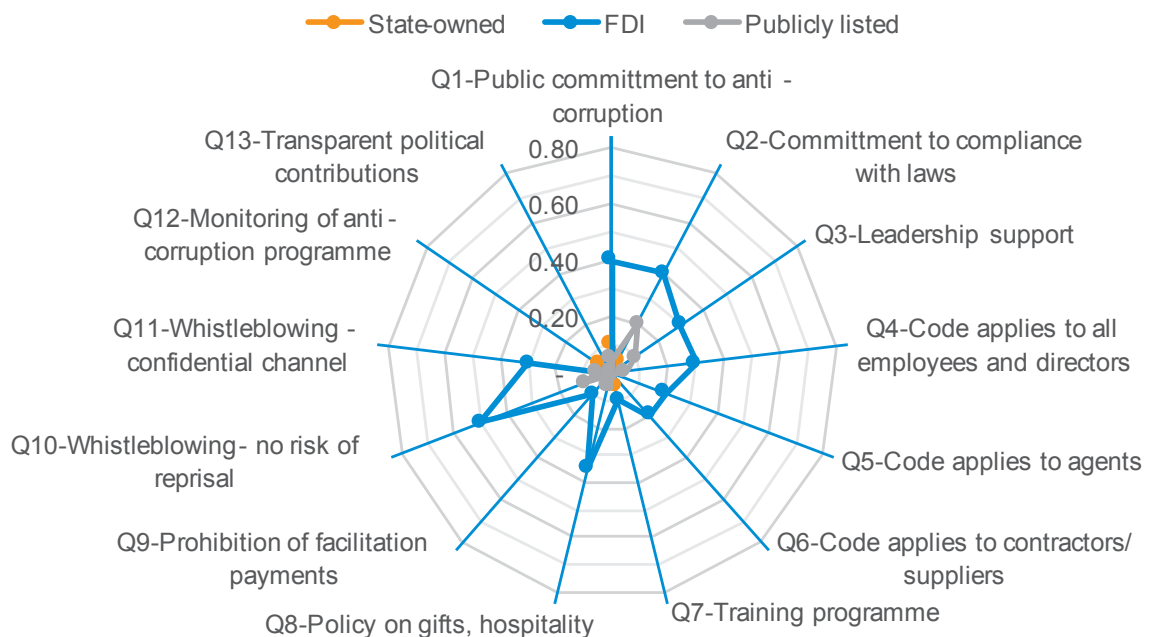 State-owned FDI Publicly listed
Q1-Public committment to anti -
corruption
Q2-Committment to compliance
with laws
Q3-Leadership support
Q4-Code applies to all
employees and directors
Q5-Code applies to agents
Q6-Code applies to contractors/
suppliers
Q7-Training programme
Q8-Policy on gifts, hospitality
Q9-Prohibition of facilitation
payments
Q10-Whistleblowing- no risk of
reprisal
Q11-Whistleblowing -
confidential channel
Q12-Monitoring of anti -
corruption programme
Q13-Transparent political
contributions
0.80
0.60
0.40
0.20
-